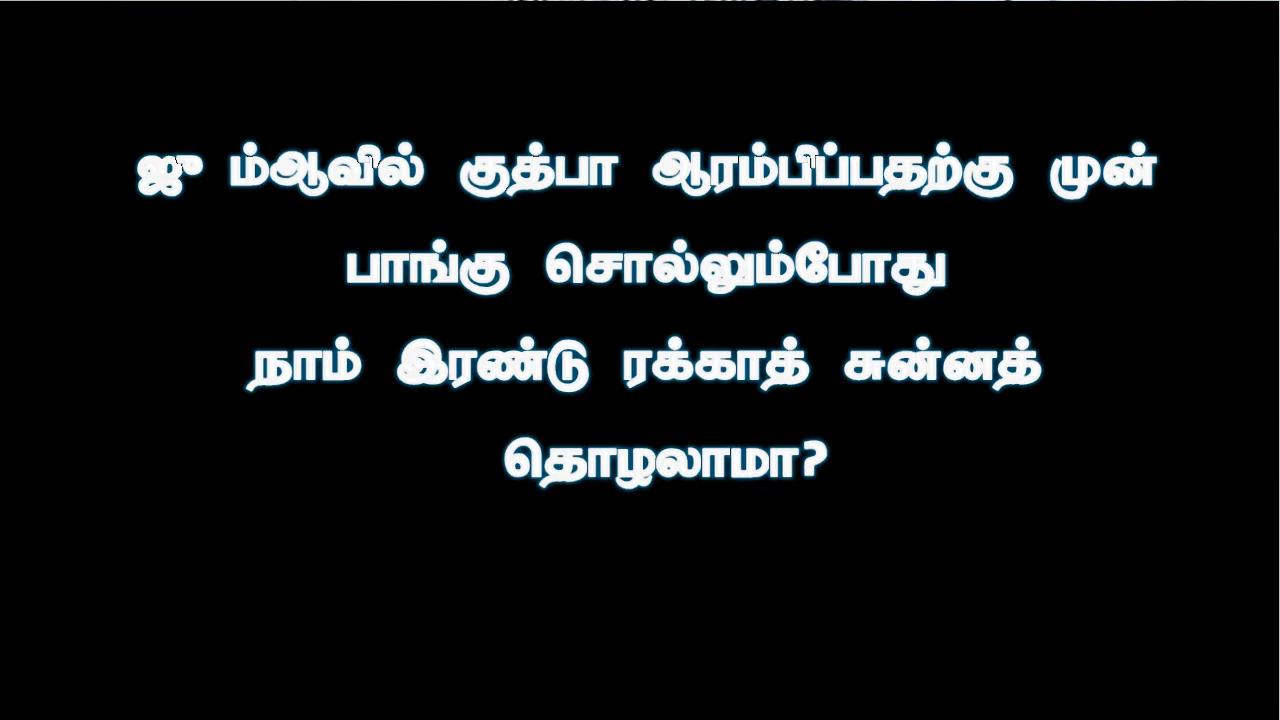 ஜு ம்ஆவில் குத்பா ஆரம்பிப்பதற்கு முன்
பாங்கு சொல்லும்போது
நாம் இரண்டு ரக்காத் சுன்னத்
தொழலாமா?